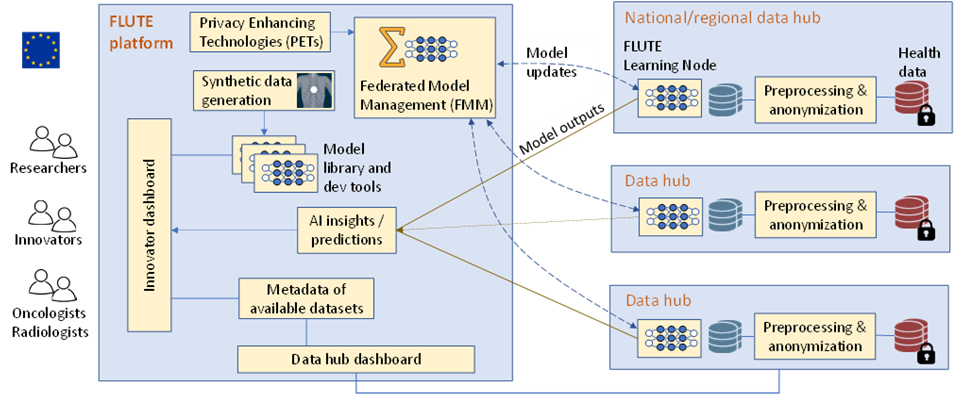 FLUTE
platform
Privacy Enhancing
Technologies (PETs)
Synthetic data
generation
Federated Model
Management (FMM)
Model
updates
Model outputs
Model
library and
dev tools
AI insights /
predictions
Innovator dashboard
Metadata of
available datasets
Data hub dashboard
Researchers
Innovators
Oncologists
Radiologists
National/regional data hub
FLUTE
Learning Node
Health
data
Preprocessing &
anonymization
Data hub
Preprocessing &
anonymization
Data hub
Preprocessing &
anonymization